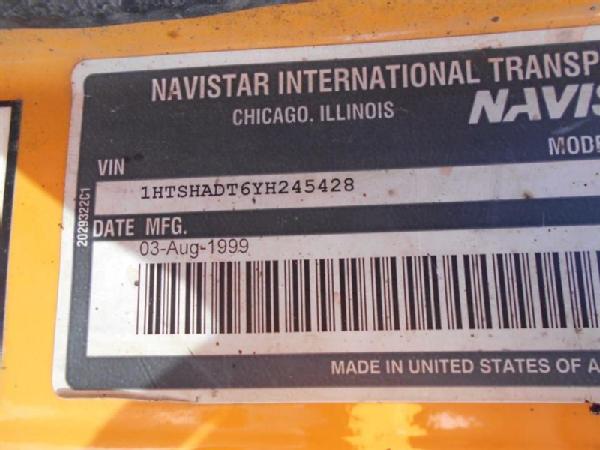 NAVISTAR INTERNATIONAL TRANSP
CHICAGO, ILLINOIS
NAVIS
MODE
VIN
1HTSHADT6YH245428
DATE MFG.
03-Aug-1999
2029322C1
MADE IN UNITED STATES OF A